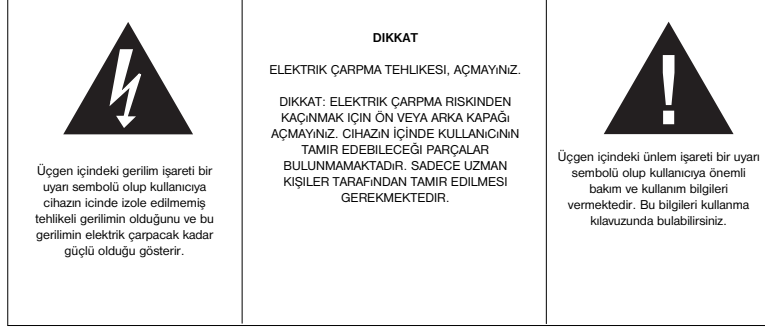 Üçgen içindeki gerilim işareti bir
uyarı sembolü olup kullanıcıya
cihazın icinde izole edilmemiş
tehlikeli gerilimin olduğunu ve bu
gerilimin elektrik çarpacak kadar
güçlü olduğu gösterir.
DIKKAT
ELEKTRIK ÇARPMA TEHLIKESI, AÇMAYıNıZ.
DIKKAT: ELEKTRIK ÇARPMA RISKINDEN
KAÇıNMAK IÇIN ÖN VEYA ARKA KAPAĞı
AÇMAYıNıZ. CIHAZıN İÇİNDE KULLANıCıNıN
TAMIR EDEBILECEĞI PARÇALAR
BULUNMAMAKTADıR. SADECE UZMAN
KIŞILER TARAFıNDAN TAMIR EDILMESI
GEREKMEKTEDIR.
Üçgen içindeki ünlem işareti bir uyarı
sembolü olup kullanıcıya önemli
bakım ve kullanım bilgileri
vermektedir. Bu bilgileri kullanma
kılavuzunda bulabilirsiniz.